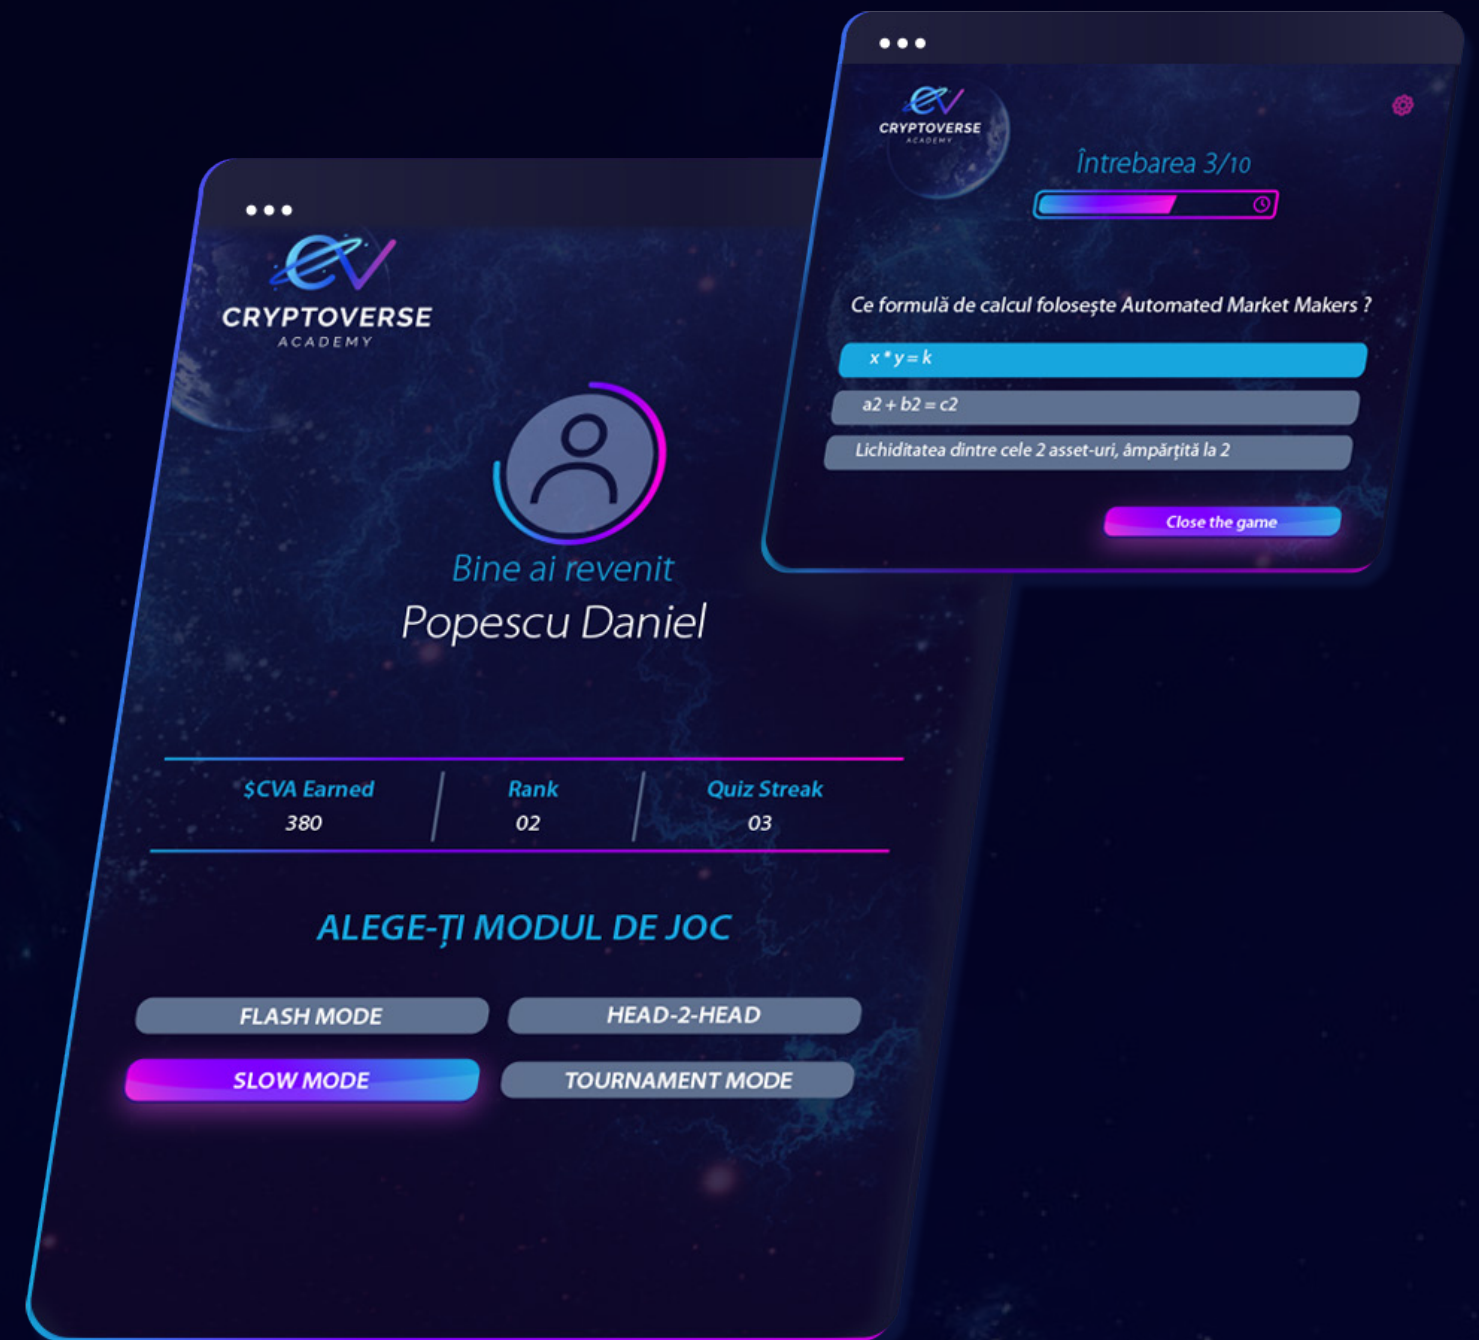 CRYPTOVERSE
ACADEMY
Întrebarea 3/10
Ce formulă de calcul folosește Automated Market Makers ?
x * y = k
a2 + b2 = c2
Lichiditatea dintre cele 2 asset-uri, âmpărțită la 2
Close the game
CRYPTOVERSE
ACADEMY
Bine ai revenit
Popescu Daniel
$CVA Earned Rank Quiz Streak
380 02 03
ALEGE-ȚI MODUL DE JOC
FLASH MODE HEAD-2-HEAD
SLOW MODE TOURNAMENT MODE